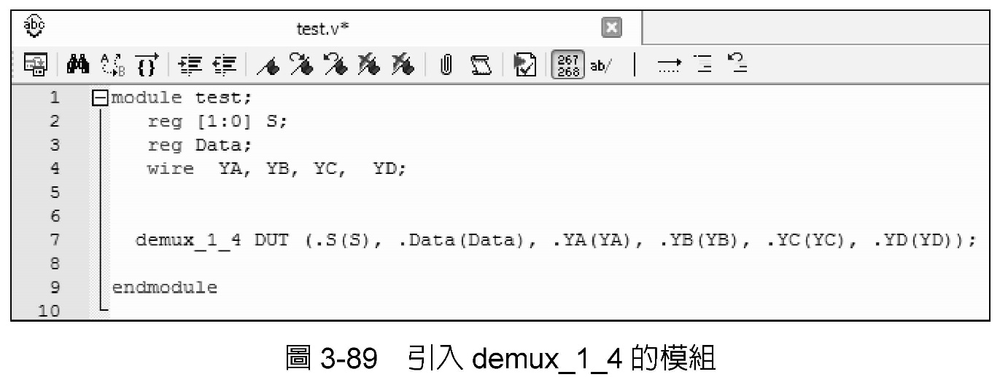 abc
test.v*
A B {} 267 268 ab/
1 module test;
2 reg [1:0] S;
3 reg Data;
4 wire  YA, YB, YC,  YD;
5
6
7 demux_1_4 DUT (.S(S), .Data(Data), .YA(YA), .YB(YB), .YC(YC), .YD(YD));
8
9 endmodule
10
圖 3-89　引入 demux_1_4 的模組